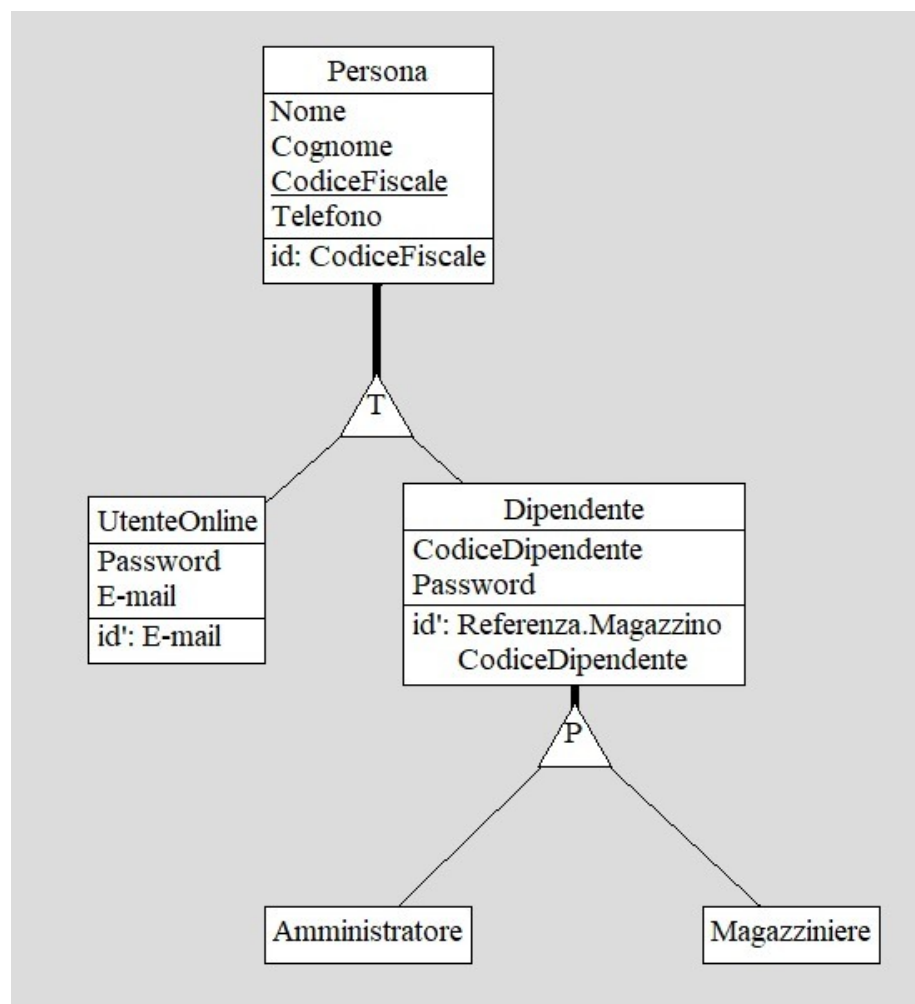 Persona
Nome
Cognome
CodiceFiscale
Telefono
id: CodiceFiscale
T
UtenteOnline
Password
E-mail
id': E-mail
Dipendente
CodiceDipendente
Password
id': Referenza.Magazzino
CodiceDipendente
P
Amministratore
Magazziniere